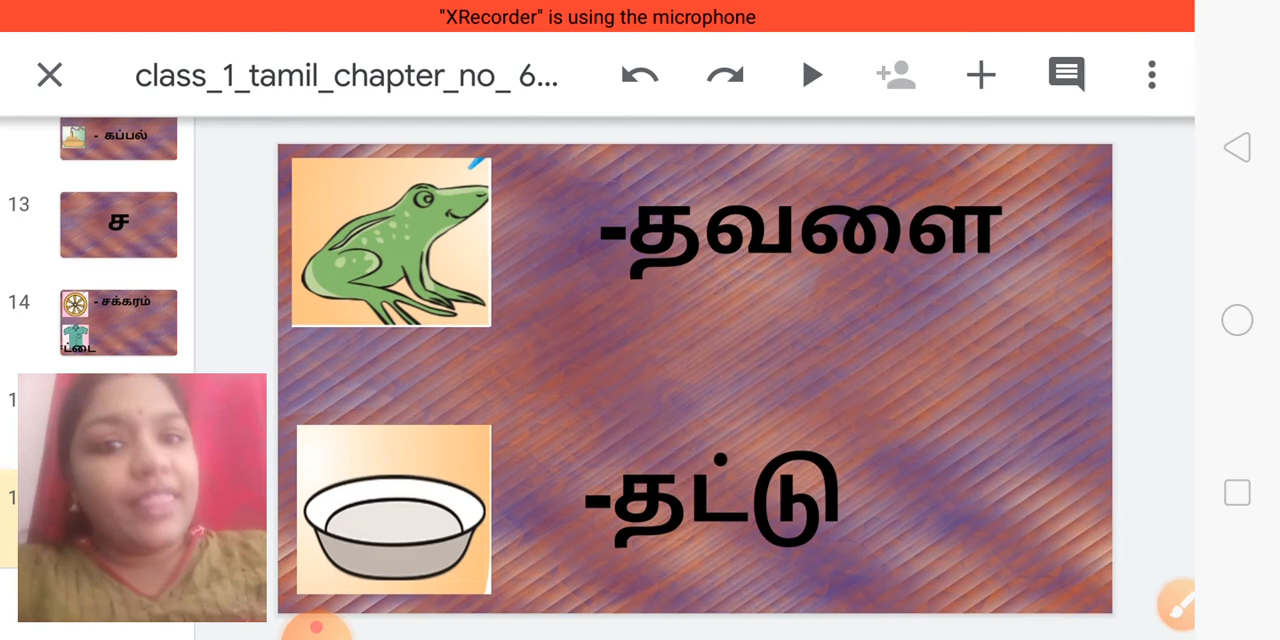 "XRecorder" is using the microphone
class_1_tamil_chapter_no_ 6...
- கப்பல்
13
ச
14
- சக்கரம்
-தவளை
-தட்டு